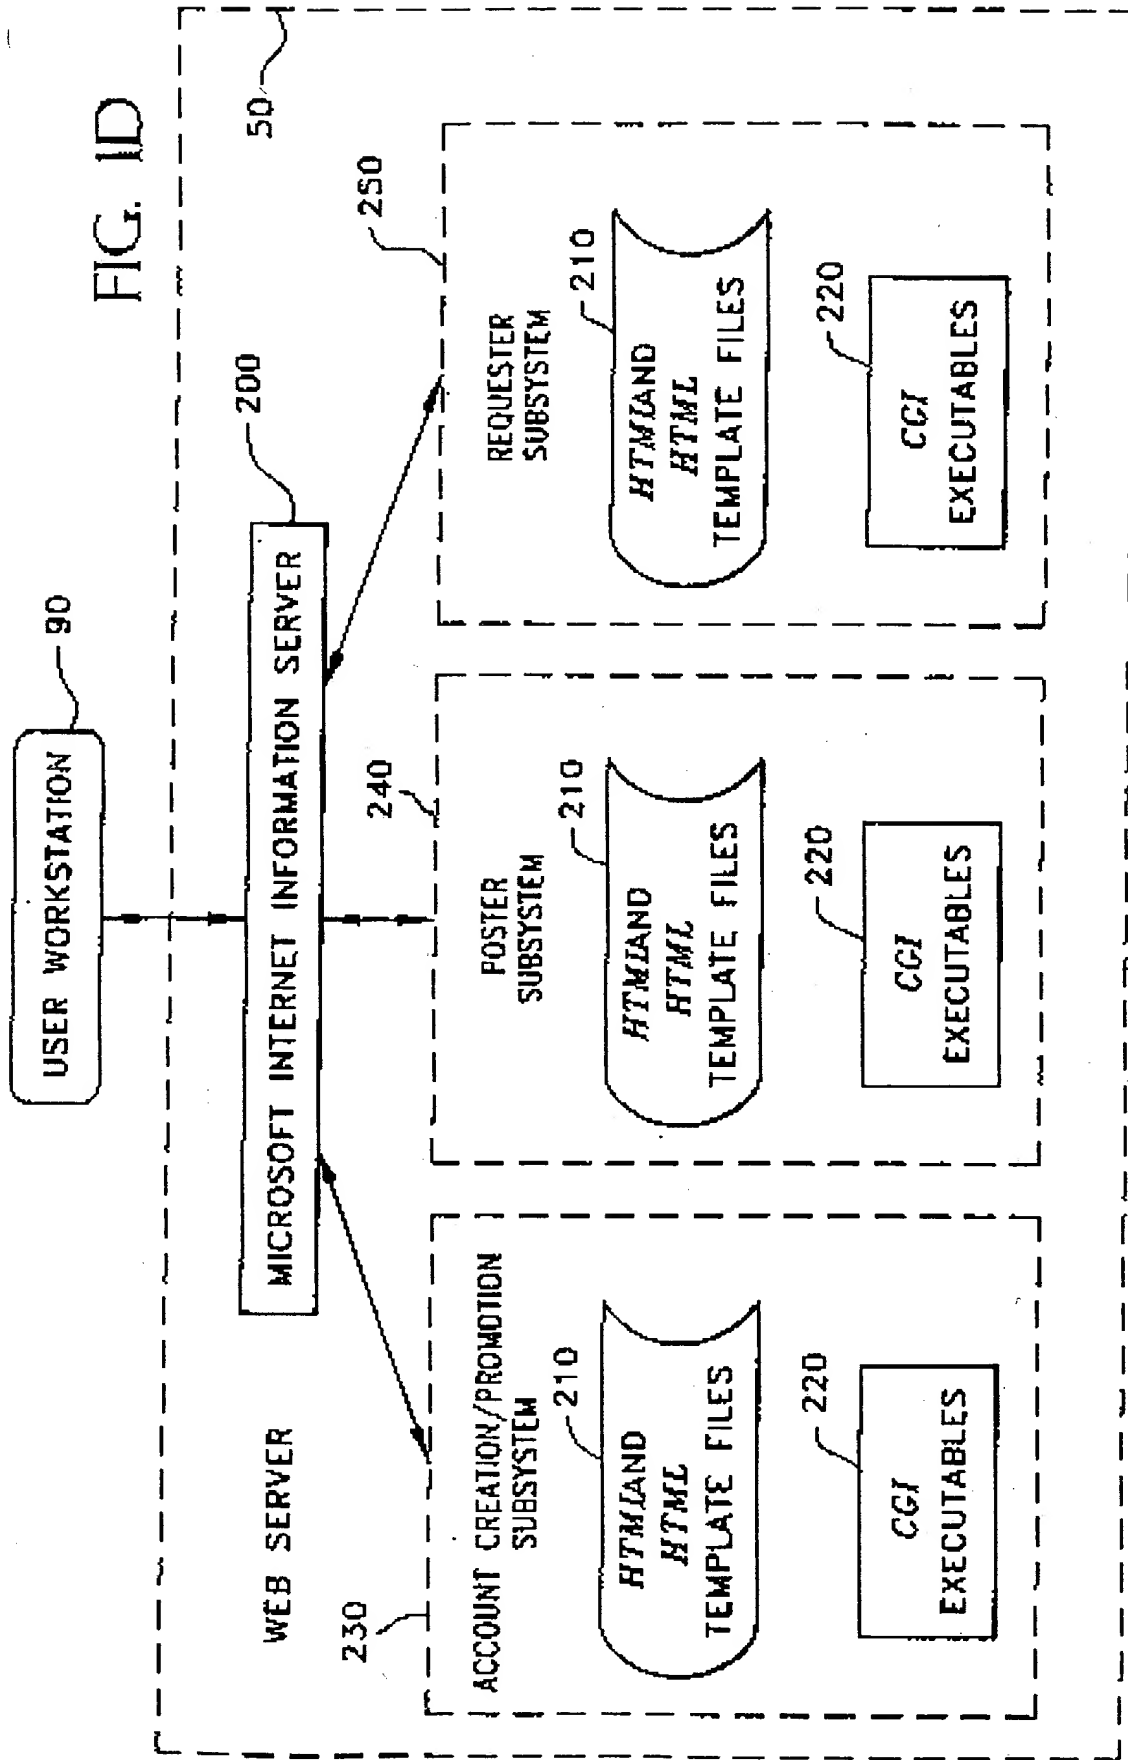 FIG. 1D
USER WORKSTATION
90
50
WEB SERVER
MICROSOFT INTERNET INFORMATION SERVER
200
230
ACCOUNT CREATION/PROMOTION
SUBSYSTEM
210
HTMLAND
HTML
TEMPLATE FILES
220
CGI
EXECUTABLES
240
POSTER
SUBSYSTEM
210
HTMLAND
HTML
TEMPLATE FILES
220
CGI
EXECUTABLES
250
REQUESTER
SUBSYSTEM
210
HTMLAND
HTML
TEMPLATE FILES
220
CGI
EXECUTABLES